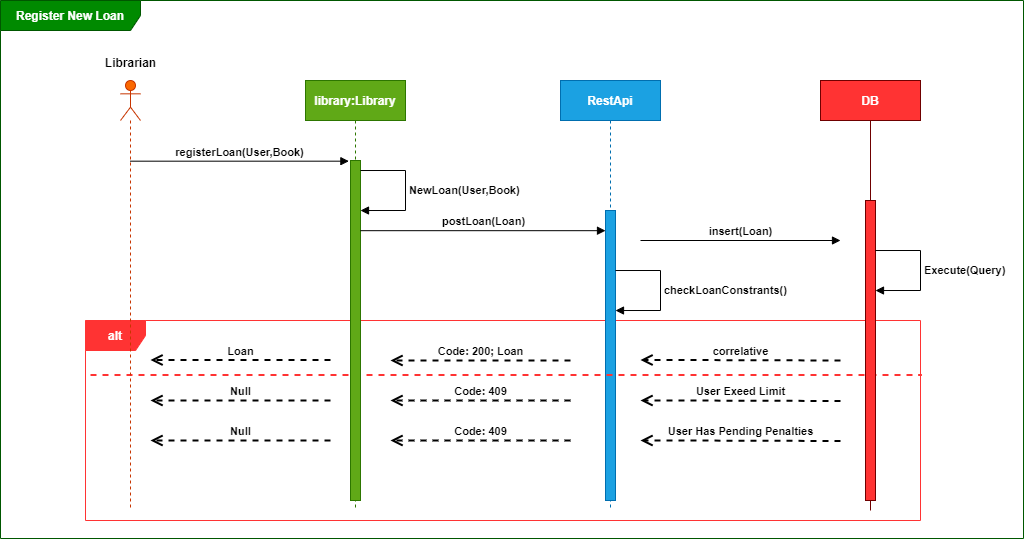 Register New Loan
Librarian
library:Library
RestApi
DB
registerLoan(User,Book)
NewLoan(User,Book)
postLoan(Loan)
insert(Loan)
Execute(Query)
checkLoanConstrants()
alt
Loan
Code: 200; Loan
correlative
Null
Code: 409
User Exeed Limit
Null
Code: 409
User Has Pending Penalties